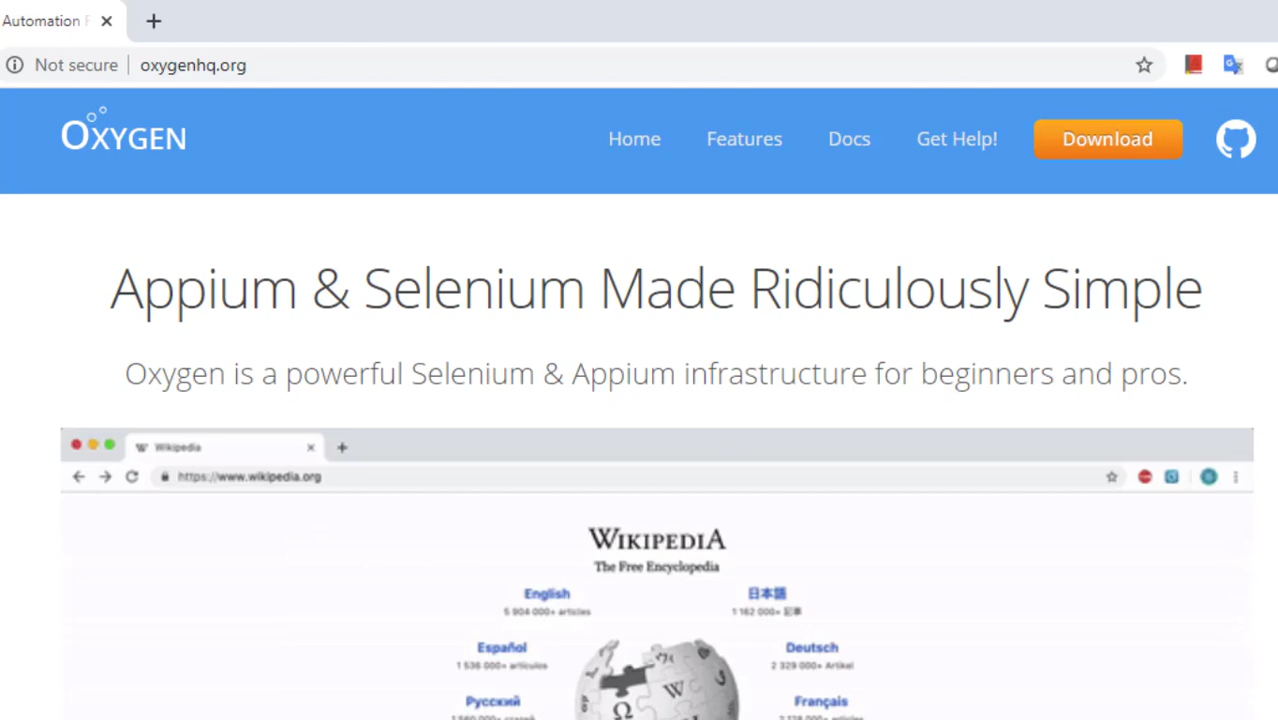 Automation
Not secure
oxygenhq.org
OXYGEN
Home
Features
Docs
Get Help!
Download
Appium & Selenium Made Ridiculously Simple
Oxygen is a powerful Selenium & Appium infrastructure for beginners and pros.
Wikipedia
https://www.wikipedia.org
WIKIPEDIA
The Free Encyclopedia
English
日本語
5 904 000+ articles
1 162 000+ 記事
Español
Deutsch
1 536 000+ artículos
2 329 000+ Artikel
Русский
Français